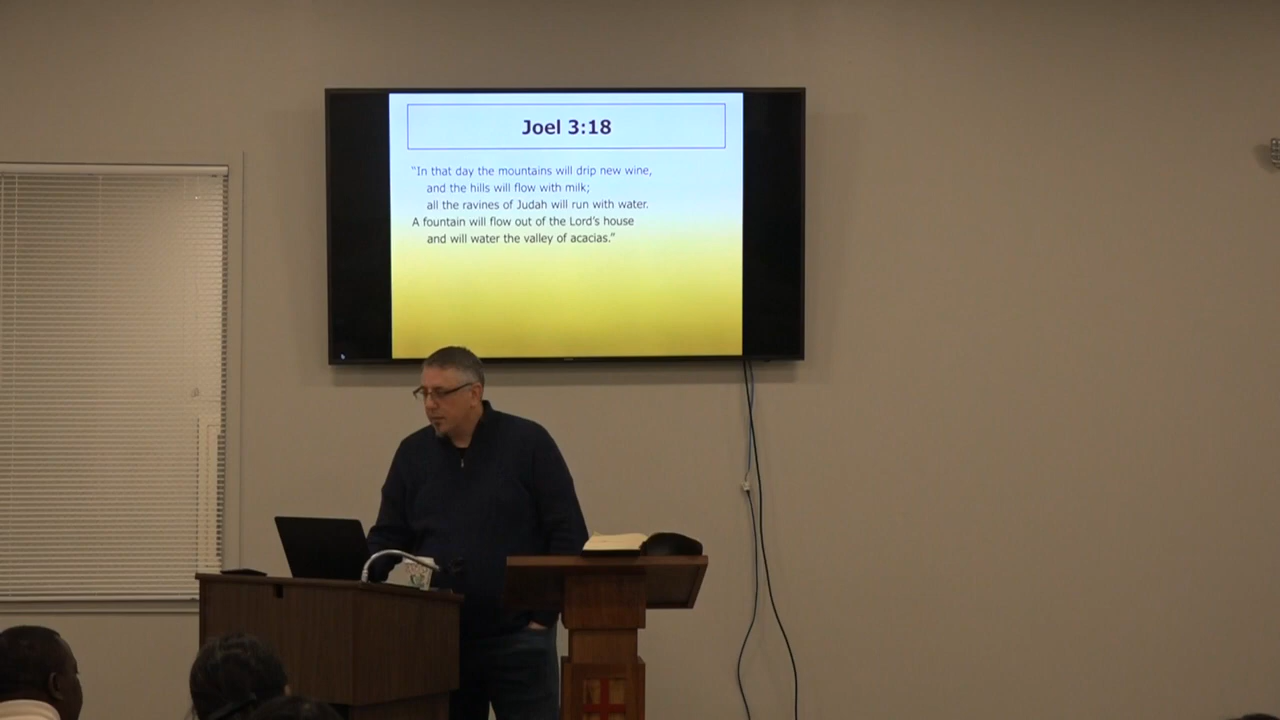 Joel 3:18
“In that day the mountains will drip new wine,
and the hills will flow with milk;
all the ravines of Judah will run with water.
A fountain will flow out of the Lord’s house
and will water the valley of acacias.”